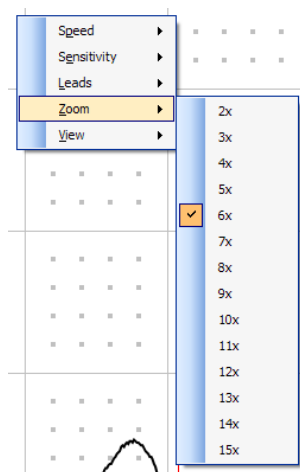 Speed
Sensitivity
Leads
Zoom
View
2x
3x
4x
5x
6x
7x
8x
9x
10x
11x
12x
13x
14x
15x